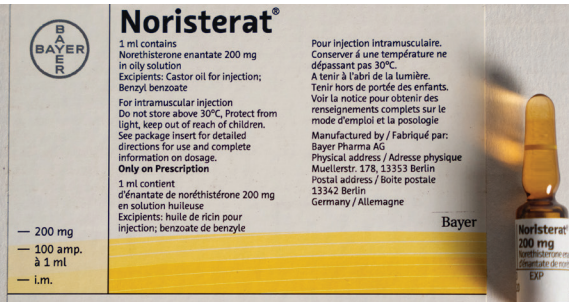 BAYER
BAYER
Noristerat®
1 ml contains
Norethisterone enantate 200 mg
in oily solution
Excipients: Castor oil for injection;
Benzyl benzoate
For intramuscular injection
Do not store above 30°C, Protect from
light, keep out of reach of children.
See package insert for detailed
directions for use and complete
information on dosage.
Only on Prescription
1 ml contient
d'énantate de noréthistérone 200 mg
en solution huileuse
Excipients: huile de ricin pour
injection; benzoate de benzyle
Pour injection intramusculaire.
Conserver á une température ne
dépassant pas 30°C.
A tenir à l'abri de la lumière.
Tenir hors de portée des enfants.
Voir la notice pour obtenir des
renseignements complets sur le
mode d'emploi et la posologie
Manufactured by / Fabriqué par:
Bayer Pharma AG
Physical address / Adresse physique
Muellerstr. 178, 13353 Berlin
Postal address / Boite postale
13342 Berlin
Germany / Allemagne
Bayer
— 200 mg
— 100 amp.
à 1 ml
— i.m.
Noristerat®
200 mg
Norethisterone
d'énantate de
EXP